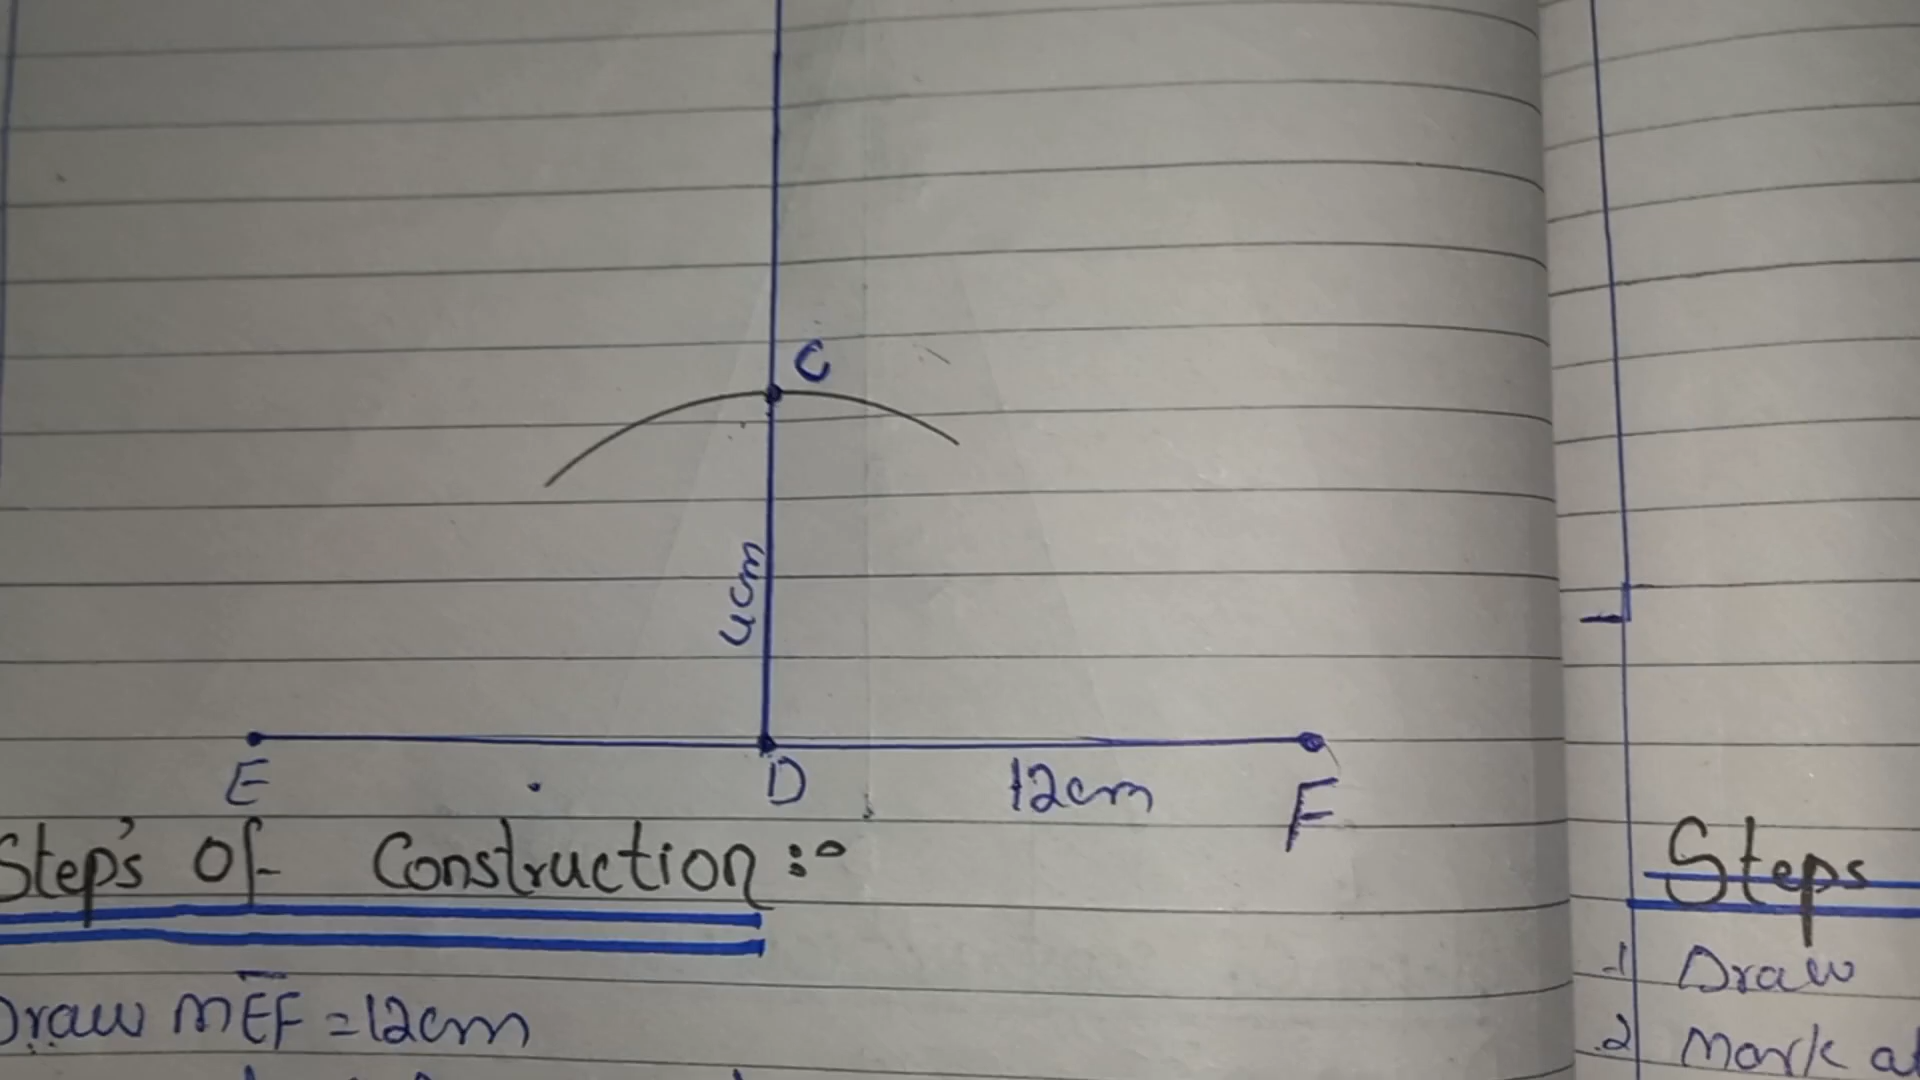 C
4cm
E D 12cm F
Step's Of Construction :
Draw mEF = 12cm
Steps
1 Draw
2 Mark